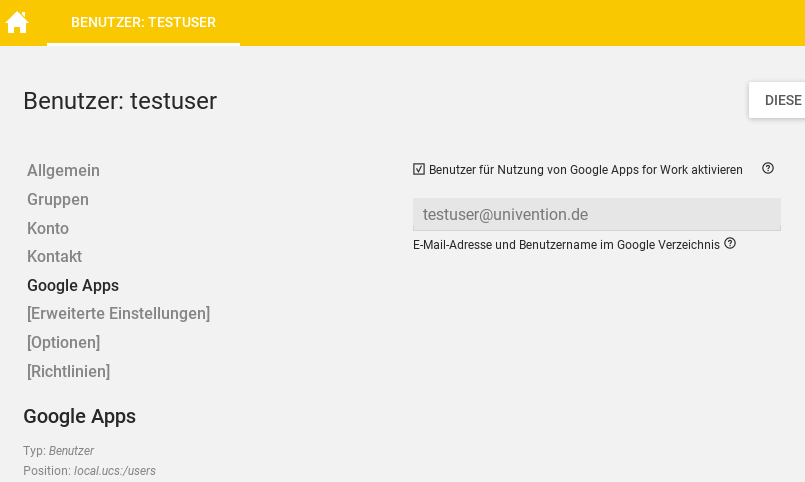 BENUTZER: TESTUSER
Benutzer: testuser
DIESE
Allgemein
Gruppen
Konto
Kontakt
Google Apps
[Erweiterte Einstellungen]
[Optionen]
[Richtlinien]
Google Apps
Typ: Benutzer
Position: local.ucs:/users
Benutzer für Nutzung von Google Apps for Work aktivieren
testuser@univention.de
E-Mail-Adresse und Benutzername im Google Verzeichnis